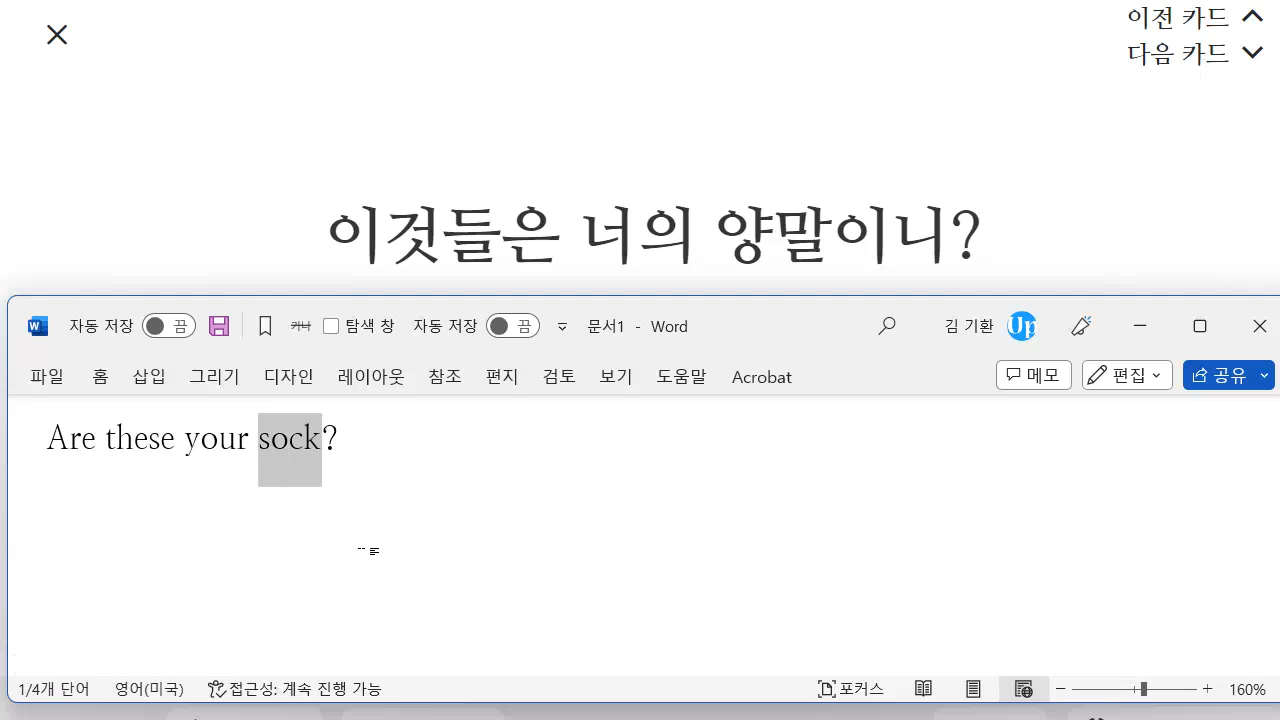 이전 카드
다음 카드
이것들은 너의 양말이니?
자동 저장 끔 가나 탐색 창 자동 저장 끔 문서1 - Word 김 기환 Up
파일 홈 삽입 그리기 디자인 레이아웃 참조 편지 검토 보기 도움말 Acrobat 메모 편집 공유
Are these your sock?
1/4개 단어 영어(미국) 접근성: 계속 진행 가능 포커스 160%